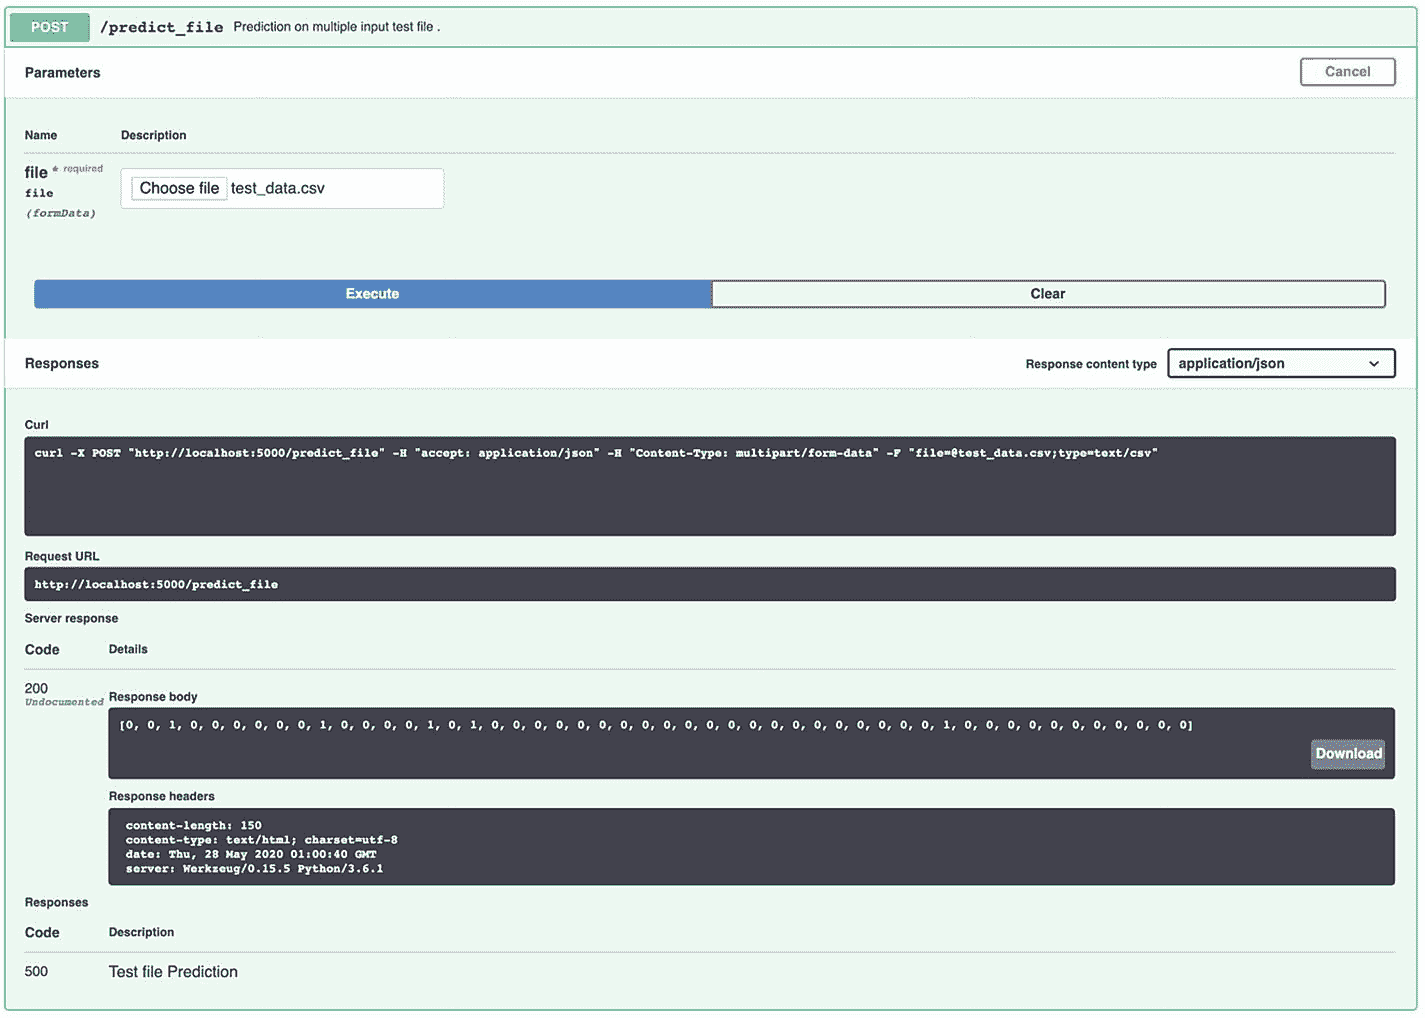 POST /predict_file Prediction on multiple input test file .
Parameters Cancel
Name Description
file * required
file
(formData)
Choose file test_data.csv
Execute Clear
Responses Response content type application/json
Curl
curl -X POST "http://localhost:5000/predict_file" -H "accept: application/json" -H "Content-Type: multipart/form-data" -F "file=@test_data.csv;type=text/csv"
Request URL
http://localhost:5000/predict_file
Server response
Code Details
200
Undocumented
Response body
[0, 0, 1, 0, 0, 0, 0, 0, 0, 1, 0, 0, 0, 0, 1, 0, 1, 0, 0, 0, 0, 0, 0, 0, 0, 0, 0, 0, 0, 0, 0, 0, 0, 0, 0, 0, 0, 0, 1, 0, 0, 0, 0, 0, 0, 0, 0, 0, 0, 0]
Download
Response headers
content-length: 150
content-type: text/html; charset=utf-8
date: Thu, 28 May 2020 01:00:40 GMT
server: Werkzeug/0.15.5 Python/3.6.1
Responses
Code Description
500 Test file Prediction